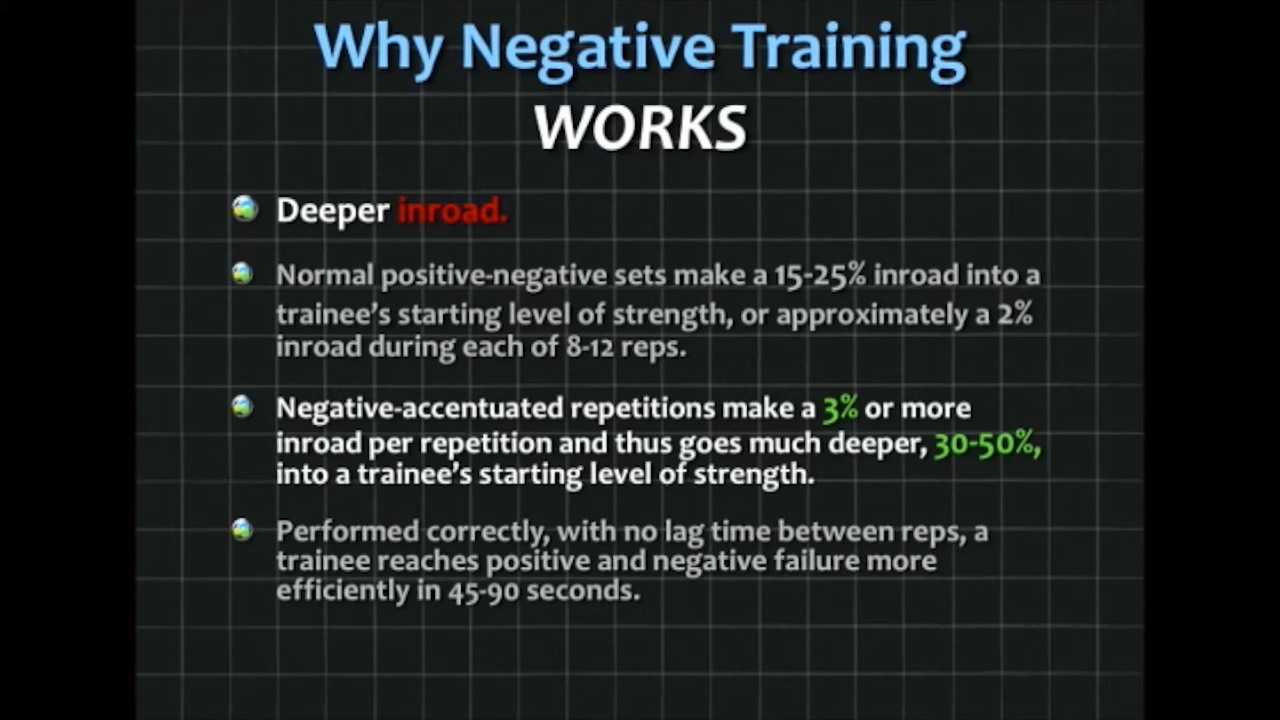 Why Negative Training
WORKS
Deeper inroad.
Normal positive-negative sets make a 15-25% inroad into a
trainee’s starting level of strength, or approximately a 2%
inroad during each of 8-12 reps.
Negative-accentuated repetitions make a 3% or more
inroad per repetition and thus goes much deeper, 30-50%,
into a trainee’s starting level of strength.
Performed correctly, with no lag time between reps, a
trainee reaches positive and negative failure more
efficiently in 45-90 seconds.